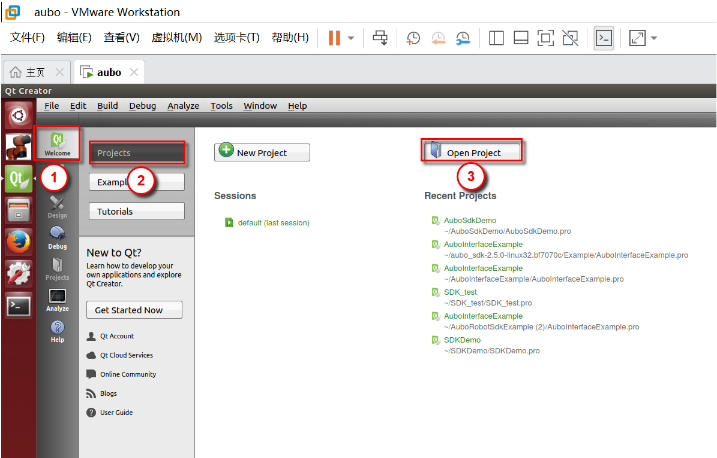 aubo - VMware Workstation
文件(F) 编辑(E) 查看(V) 虚拟机(M) 选项卡(T) 帮助(H)
主页 aubo
Qt Creator
File Edit Build Debug Analyze Tools Window Help
Qt
Welcome
Design
Debug
Projects
Analyze
Help
1
Projects
Exampl
2
Tutorials
New to Qt?
Learn how to develop your
own applications and explore
Qt Creator.
Get Started Now
Qt Account
Qt Cloud Services
Online Community
Blogs
User Guide
New Project
Sessions
default (last session)
Open Project
3
Recent Projects
AuboSdkDemo
~/AuboSdkDemo/AuboSdkDemo.pro
AuboInterfaceExample
~/aubo_sdk-2.5.0-linux32.bf7070c/Example/AuboInterfaceExample.pro
AuboInterfaceExample
~/AuboInterfaceExample/AuboInterfaceExample.pro
SDK_test
~/SDK_test/SDK_test.pro
AuboInterfaceExample
~/AuboRobotSdkExample (2)/AuboInterfaceExample.pro
SDKDemo
~/SDKDemo/SDKDemo.pro